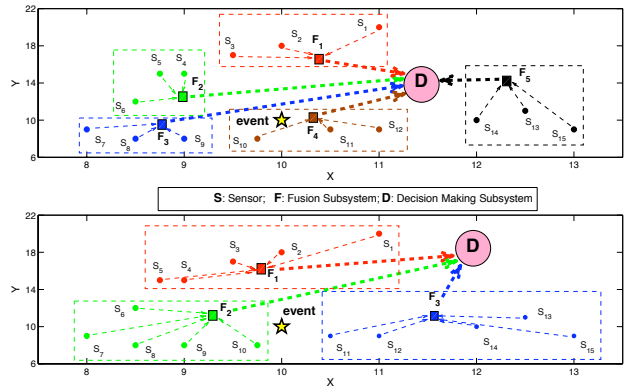 22
18
14
10
6
Y
8
9
10
11
12
13
X
S1
S2
S3
F1
S5
S4
F2
S6
D
F5
S14
S13
S15
F3
S7
S8
S9
event
F4
S10
S11
S12
S: Sensor; F: Fusion Subsystem; D: Decision Making Subsystem
22
18
14
10
6
Y
8
9
10
11
12
13
X
S3
S2
S1
S5
S4
F1
D
S6
F2
event
S7
S8
S9
S10
F3
S13
S11
S12
S14
S15